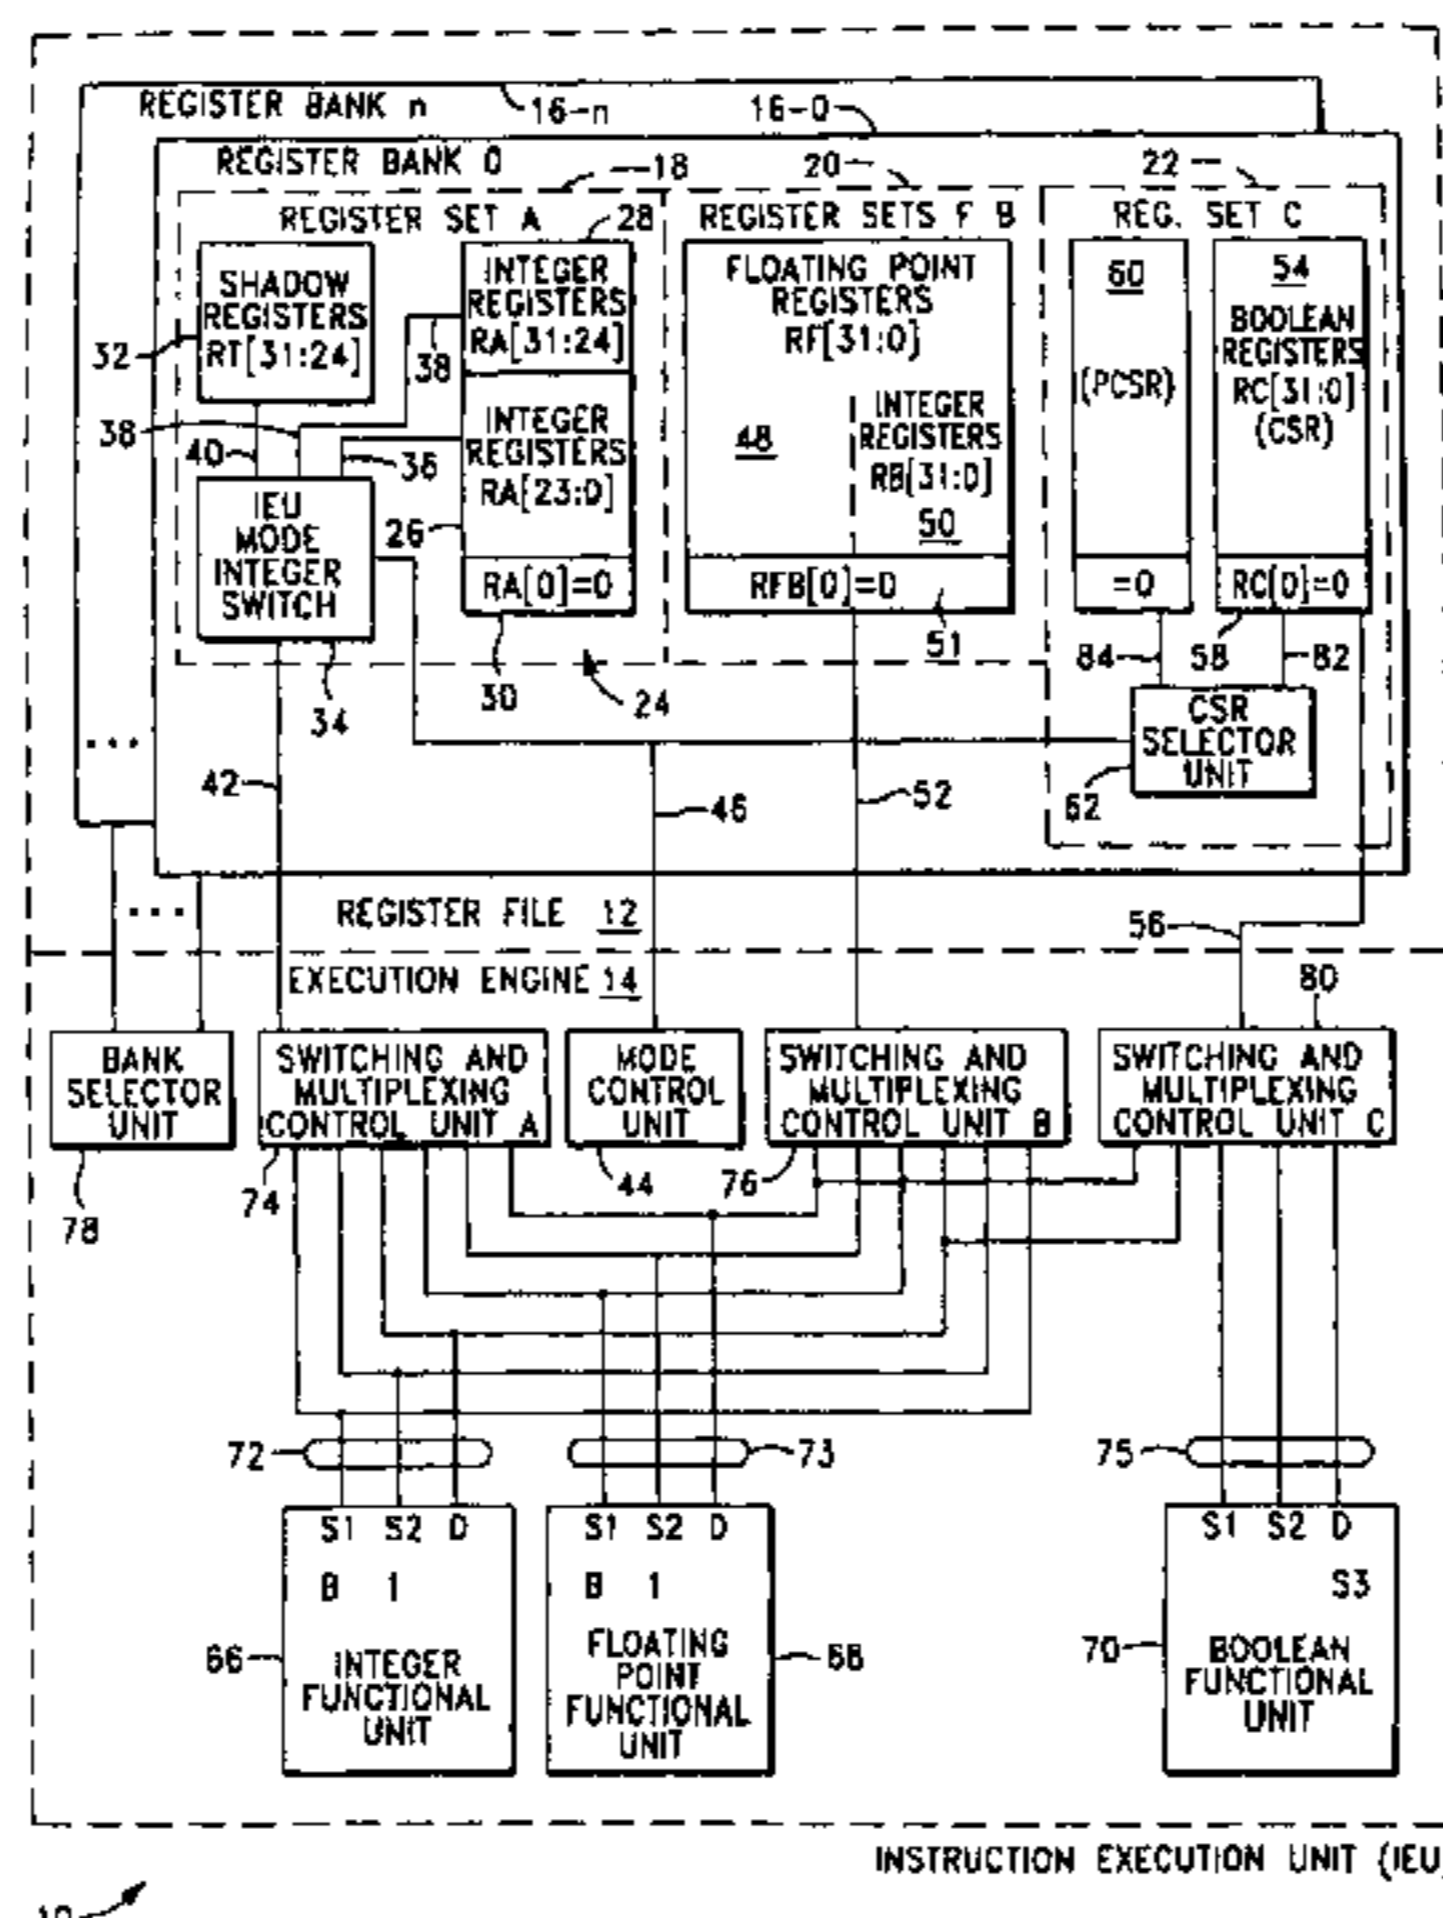 REGISTER BANK n
16-n
16-0
REGISTER BANK 0
18
20
22
REGISTER SET A
28
REGISTER SETS F B
REG. SET C
SHADOW
REGISTERS
RT[31:24]
32
INTEGER
REGISTERS
RA[31:24]
38
FLOATING POINT
REGISTERS
RF[31:0]
60
(PCSR)
54
BOOLEAN
REGISTERS
RC[31:0]
(CSR)
38
40
36
INTEGER
REGISTERS
RA[23:0]
26
48
INTEGER
REGISTERS
RB[31:0]
50
IEU
MODE
INTEGER
SWITCH
RA[0]=0
RFB[0]=0
=0
RC[0]=0
34
30
24
51
84
58
82
CSR
SELECTOR
UNIT
62
...
42
46
52
...
REGISTER FILE 12
56
EXECUTION ENGINE 14
80
BANK
SELECTOR
UNIT
SWITCHING AND
MULTIPLEXING
CONTROL UNIT A
MODE
CONTROL
UNIT
SWITCHING AND
MULTIPLEXING
CONTROL UNIT B
SWITCHING AND
MULTIPLEXING
CONTROL UNIT C
78
74
44
76
72
73
75
S1 S2 D
B 1
INTEGER
FUNCTIONAL
UNIT
66
S1 S2 D
B 1
FLOATING
POINT
FUNCTIONAL
UNIT
68
S1 S2 D
S3
BOOLEAN
FUNCTIONAL
UNIT
70
INSTRUCTION EXECUTION UNIT (IEU
10